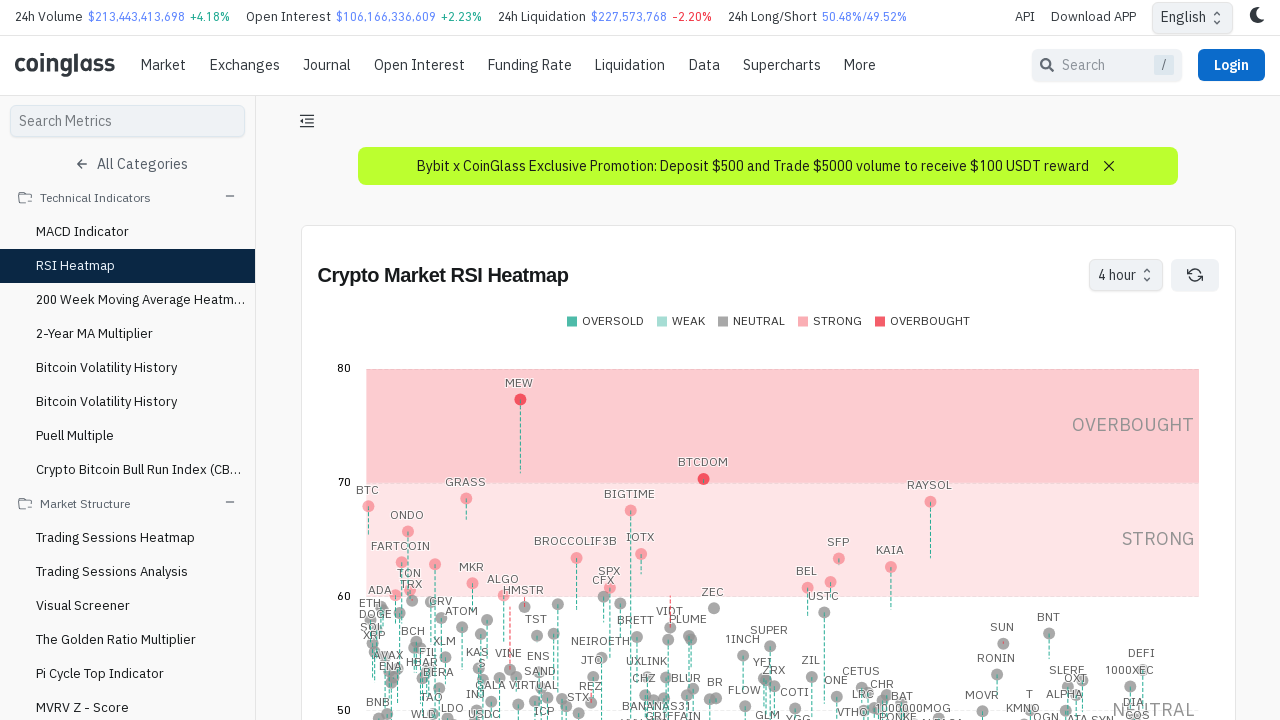 24h Volume $213,443,413,698 +4.18% Open Interest $106,166,336,609 +2.23% 24h Liquidation $227,573,768 -2.20% 24h Long/Short 50.48%/49.52% API Download APP English
coinglass Market Exchanges Journal Open Interest Funding Rate Liquidation Data Supercharts More Search / Login
Search Metrics
All Categories
Technical Indicators
MACD Indicator
RSI Heatmap
200 Week Moving Average Heatm...
2-Year MA Multiplier
Bitcoin Volatility History
Bitcoin Volatility History
Puell Multiple
Crypto Bitcoin Bull Run Index (CB...
Market Structure
Trading Sessions Heatmap
Trading Sessions Analysis
Visual Screener
The Golden Ratio Multiplier
Pi Cycle Top Indicator
MVRV Z - Score
Bybit x CoinGlass Exclusive Promotion: Deposit $500 and Trade $5000 volume to receive $100 USDT reward
Crypto Market RSI Heatmap
4 hour
OVERSOLD WEAK NEUTRAL STRONG OVERBOUGHT
80
MEW
OVERBOUGHT
BTCDOM
70
GRASS
RAYSOL
BTC
BIGTIME
ONDO
STRONG
BROCCOLIF3B IOTX
SFP
FARTCOIN
KAIA
MKR
SPX
BEL
TON
ALGO
CFX
TRX
ADA
HMSTR
ZEC
60
USTC
ETH
CRV
DOGE
ATOM
VIDT
TST
BRETT
PLUME
BNT
SOL
BCH
SUPER
SUN
XRP
XLM
NEIROETH
1INCH
FIL
KAS
VINE
ENS
DEFI
AVAX
HBAR
S
JTO
UXLINK
YFI
ZIL
RONIN
ENA
BERA
SAND
CHZ
BLUR
ZRX
CETUS
SLERF
1000XEC
GALA
VIRTUAL
REZ
BR
ONE
CHR
OXT
TAO
INJ
STX
FLOW
COTI
LRC
BAT
MOVR
ALPHA
BNB
LDO
BANANAS31
1000000MOG
KMNO
T
DIA
NEUTRAL
50
WLD
USDC
TCP
GRIFFAIN
GLM
YGG
VTHO
PONKE
OGN
ATA
SYN